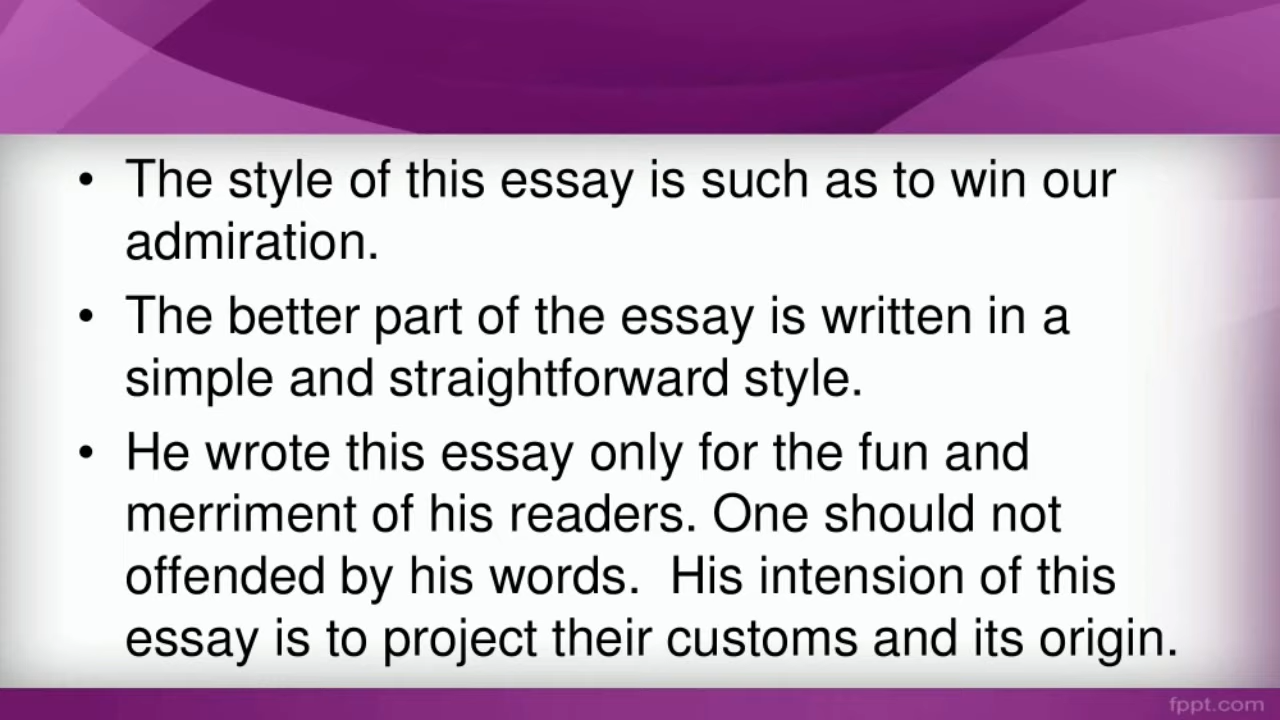 • The style of this essay is such as to win our
admiration.
• The better part of the essay is written in a
simple and straightforward style.
• He wrote this essay only for the fun and
merriment of his readers. One should not
offended by his words.  His intension of this
essay is to project their customs and its origin.
fppt.com